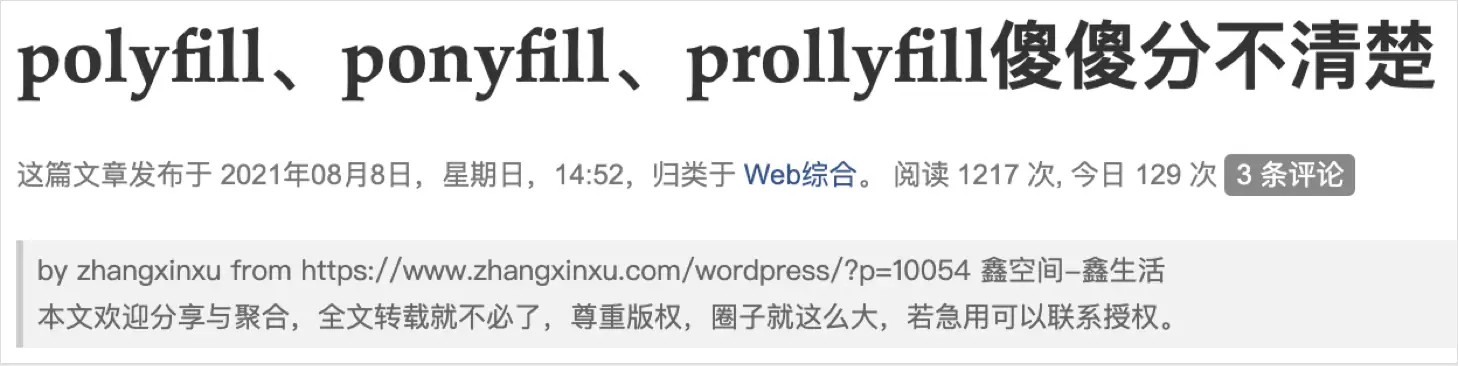 polyfill、ponyfill、prollyfill傻傻分不清楚
这篇文章发布于 2021年08月8日，星期日，14:52，归类于 Web综合。 阅读 1217 次, 今日 129 次 3 条评论
by zhangxinxu from https://www.zhangxinxu.com/wordpress/?p=10054 鑫空间-鑫生活
本文欢迎分享与聚合，全文转载就不必了，尊重版权，圈子就这么大，若急用可以联系授权。